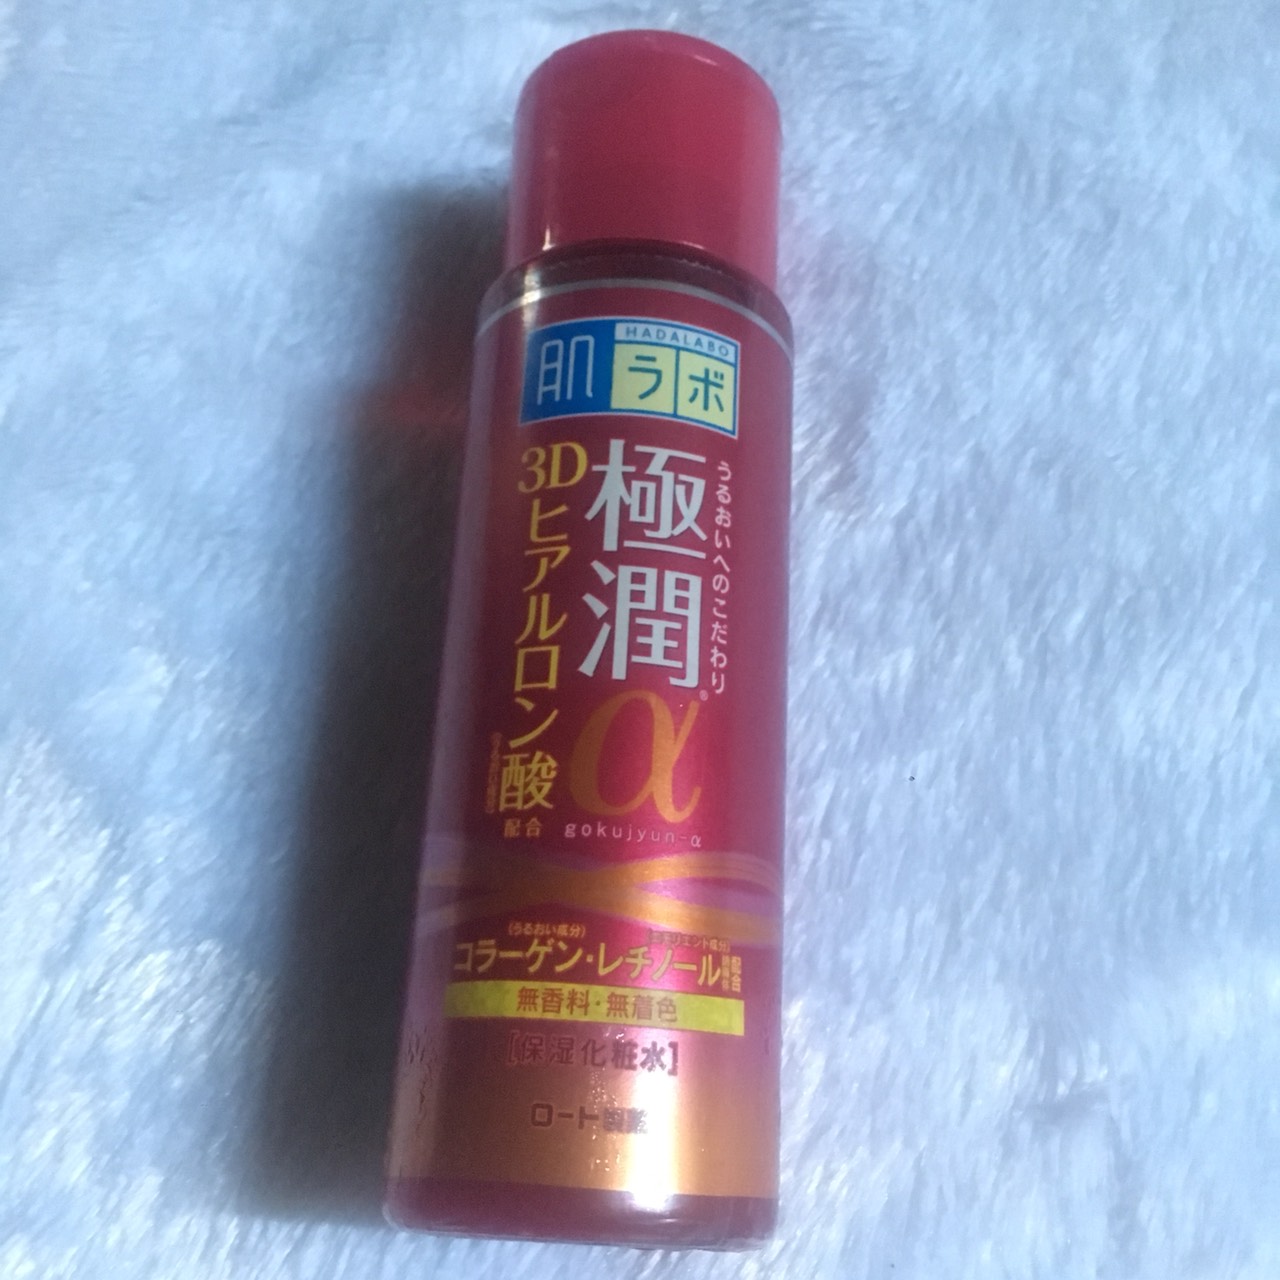 HADALABO
肌ラボ
うるおいへのこだわり
極潤
α
®
gokujyun-α
3Dヒアルロン酸
配合
(うるおい成分)
コラーゲン・レチノール
配合
無香料・無着色
[保湿化粧水]
ロート製薬